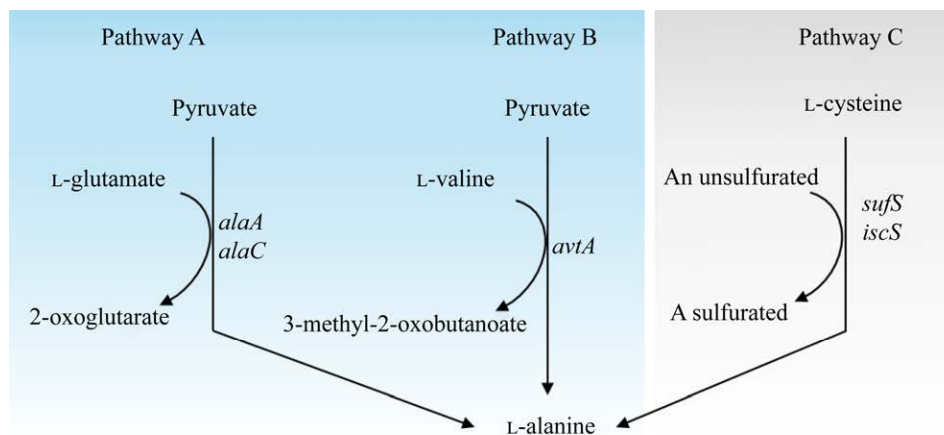 Pathway A
Pathway B
Pathway C
Pyruvate
Pyruvate
L-cysteine
L-glutamate
L-valine
An unsulfurated
alaA
alaC
avtA
sufS
iscS
2-oxoglutarate
3-methyl-2-oxobutanoate
A sulfurated
L-alanine